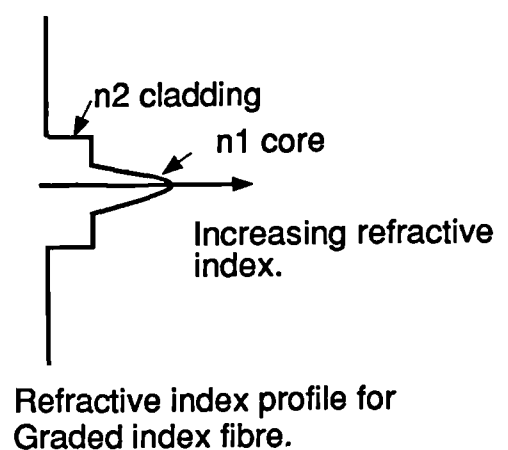 n2 cladding
n1 core
Increasing refractive
index.
Refractive index profile for
Graded index fibre.